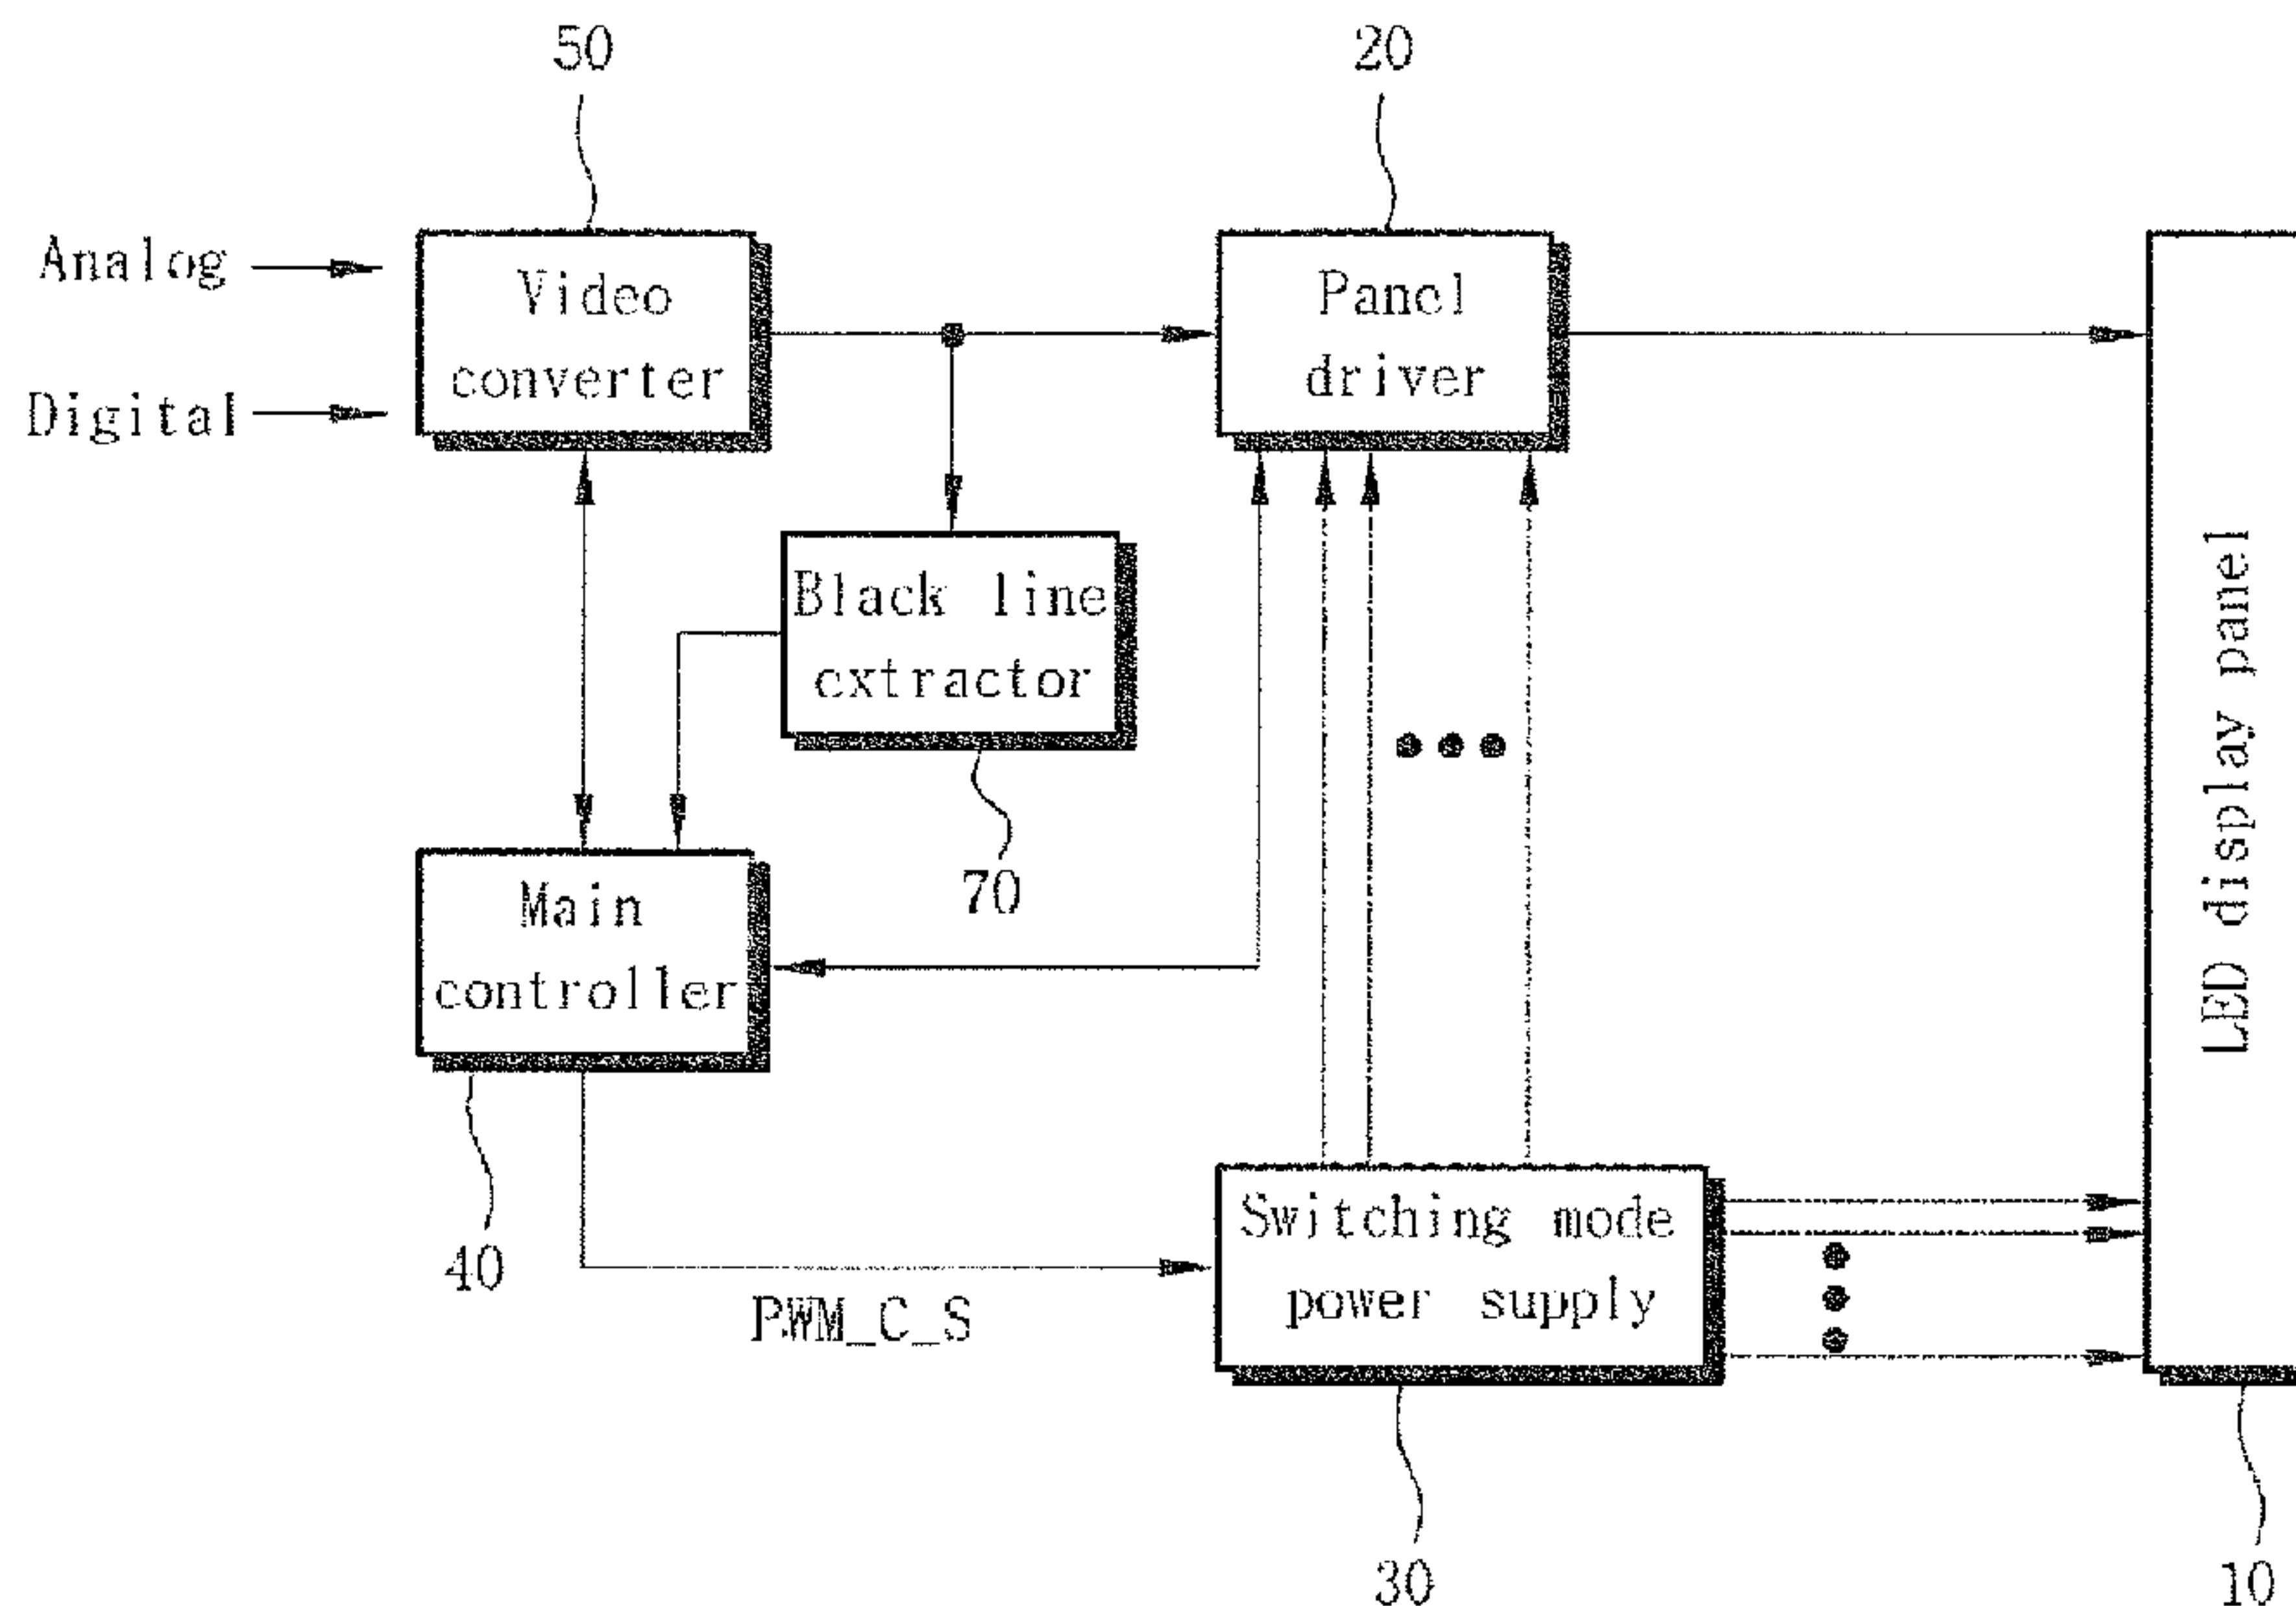 50
20
Analog
Digital
Video
converter
Panel
driver
Black line
extractor
70
Main
controller
40
PWM_C_S
Switching mode
power supply
30
LED display panel
10